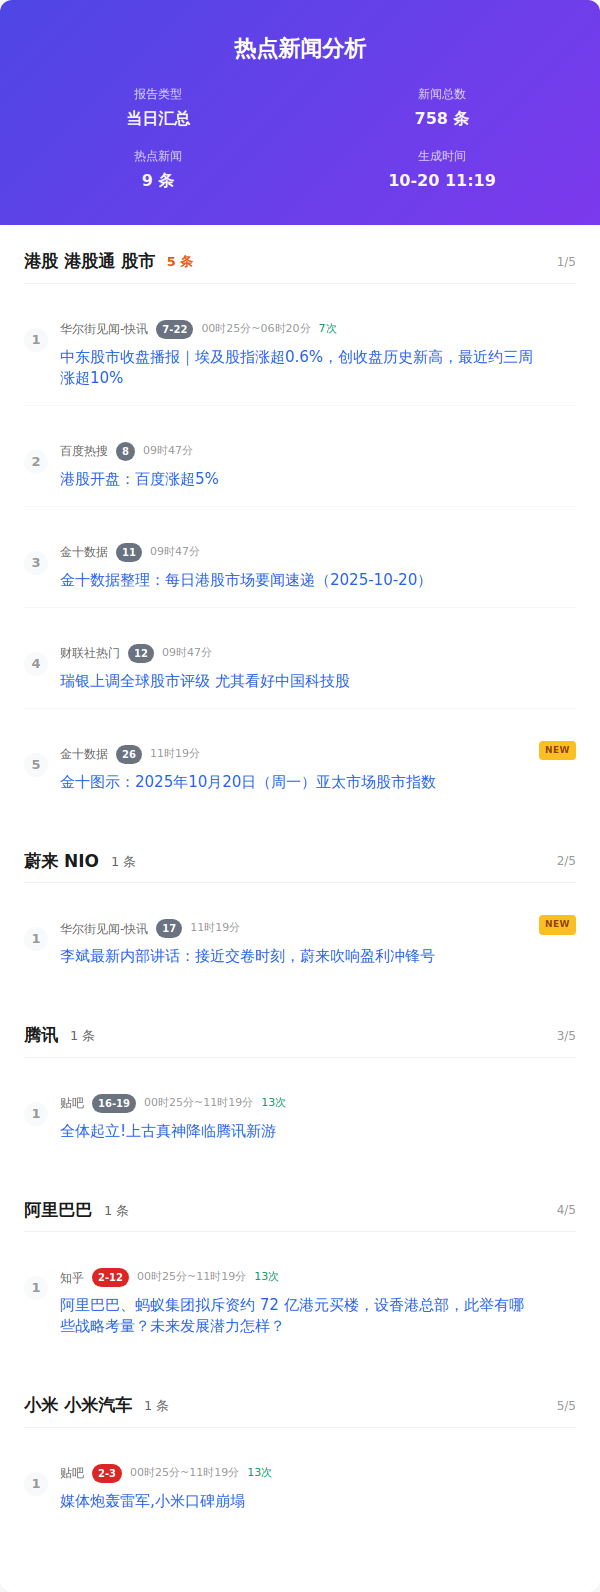 热点新闻分析
报告类型
新闻总数
当日汇总
758 条
热点新闻
生成时间
9 条
10-20 11:19
港股 港股通 股市 5 条 1/5
1 华尔街见闻-快讯 7-22 00时25分~06时20分 7次
中东股市收盘播报｜埃及股指涨超0.6%，创收盘历史新高，最近约三周
涨超10%
2 百度热搜 8 09时47分
港股开盘：百度涨超5%
3 金十数据 11 09时47分
金十数据整理：每日港股市场要闻速递（2025-10-20）
4 财联社热门 12 09时47分
瑞银上调全球股市评级 尤其看好中国科技股
5 金十数据 26 11时19分 NEW
金十图示：2025年10月20日（周一）亚太市场股市指数
蔚来 NIO 1 条 2/5
1 华尔街见闻-快讯 17 11时19分 NEW
李斌最新内部讲话：接近交卷时刻，蔚来吹响盈利冲锋号
腾讯 1 条 3/5
1 贴吧 16-19 00时25分~11时19分 13次
全体起立!上古真神降临腾讯新游
阿里巴巴 1 条 4/5
1 知乎 2-12 00时25分~11时19分 13次
阿里巴巴、蚂蚁集团拟斥资约 72 亿港元买楼，设香港总部，此举有哪
些战略考量？未来发展潜力怎样？
小米 小米汽车 1 条 5/5
1 贴吧 2-3 00时25分~11时19分 13次
媒体炮轰雷军,小米口碑崩塌